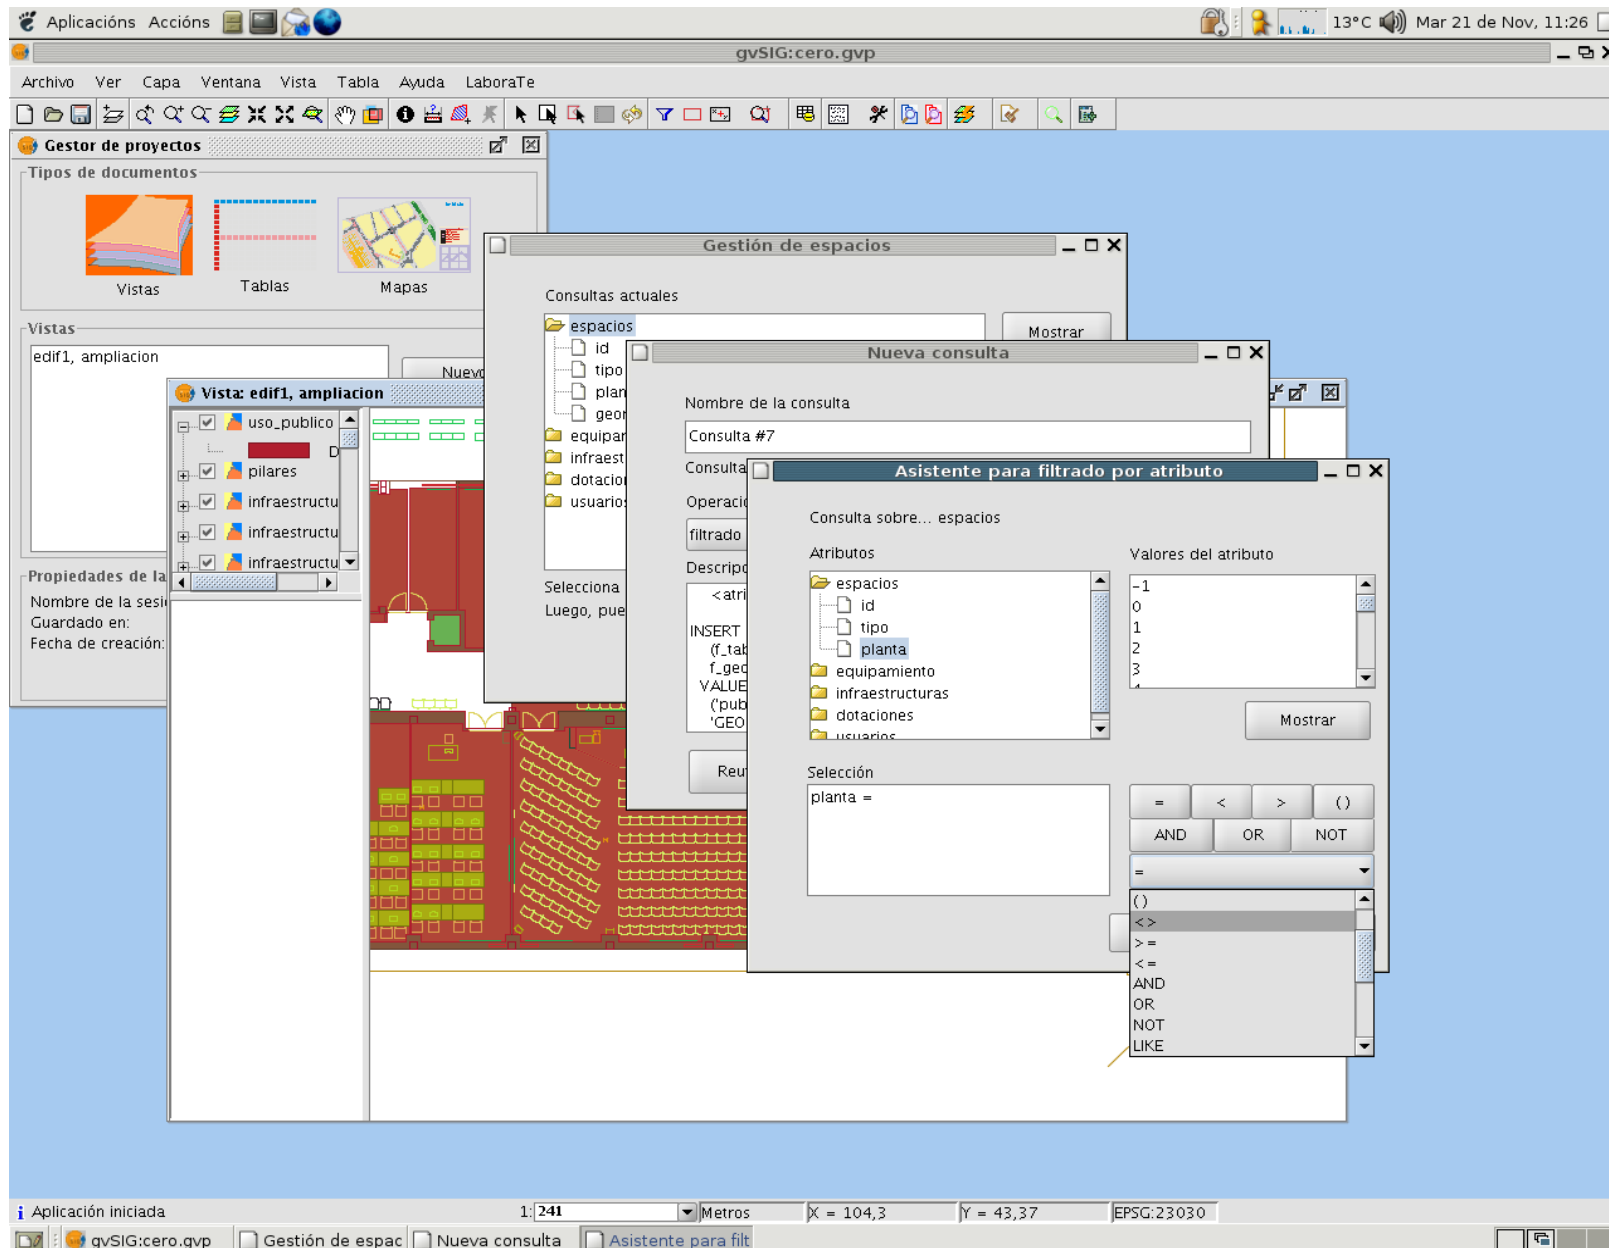 Aplicacións Accións
13°C
Mar 21 de Nov, 11:26
gvSIG:cero.gvp
Archivo Ver Capa Ventana Vista Tabla Ayuda LaboraTe
Gestor de proyectos
Tipos de documentos
Vistas
Tablas
Mapas
Vistas
edif1, ampliacion
Nuevo
Propiedades de la
Nombre de la sesi
Guardado en:
Fecha de creación:
Vista: edif1, ampliacion
uso_publico
D
pilares
infraestructu
infraestructu
infraestructu
Gestión de espacios
Consultas actuales
espacios
id
tipo
plan
geor
equipar
infraest
dotacion
usuario
Mostrar
Selecciona
Luego, pue
Nueva consulta
Nombre de la consulta
Consulta #7
Consulta
Operació
filtrado
Descripc
<atri
INSERT
(f_tab
f_geo
VALUE
('pub
'GEO
Reu
Asistente para filtrado por atributo
Consulta sobre... espacios
Atributos
espacios
id
tipo
planta
equipamiento
infraestructuras
dotaciones
usuarios
Valores del atributo
-1
0
1
2
3
Mostrar
Selección
planta =
= < > ()
AND OR NOT
=
()
<>
>=
<=
AND
OR
NOT
LIKE
Aplicación iniciada
1: 241
Metros
X = 104,3
Y = 43,37
EPSG:23030
gvSIG:cero.gvp
Gestión de espac
Nueva consulta
Asistente para filt